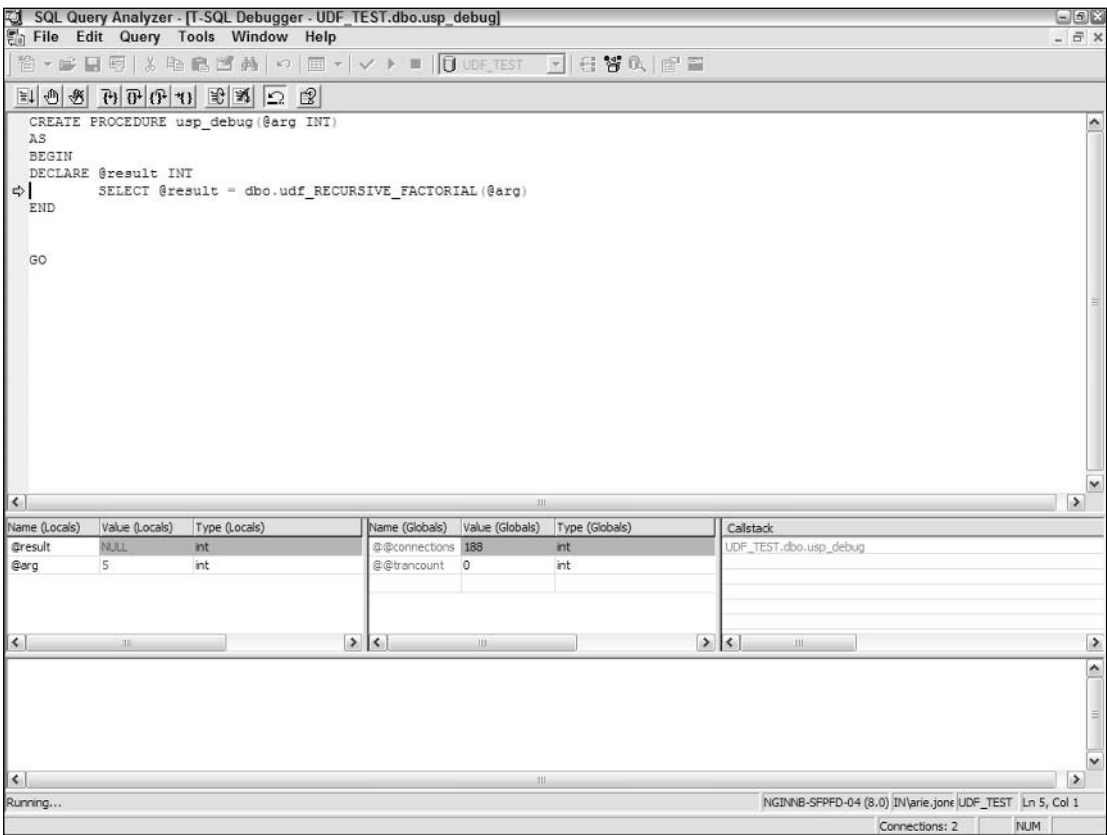 SQL Query Analyzer - [T-SQL Debugger - UDF_TEST.dbo.usp_debug]
File Edit Query Tools Window Help
UDF_TEST
CREATE PROCEDURE usp_debug(@arg INT)
AS
BEGIN
DECLARE @result INT
SELECT @result = dbo.udf_RECURSIVE_FACTORIAL(@arg)
END
GO
Name (Locals) Value (Locals) Type (Locals) Name (Globals) Value (Globals) Type (Globals) Callstack
@result NULL int @@connections 188 int UDF_TEST.dbo.usp_debug
@arg 5 int @@trancount 0 int
Running... NGINNB-SFPFD-04 (8.0) IN\arie.jone UDF_TEST Ln 5, Col 1
Connections: 2 NUM